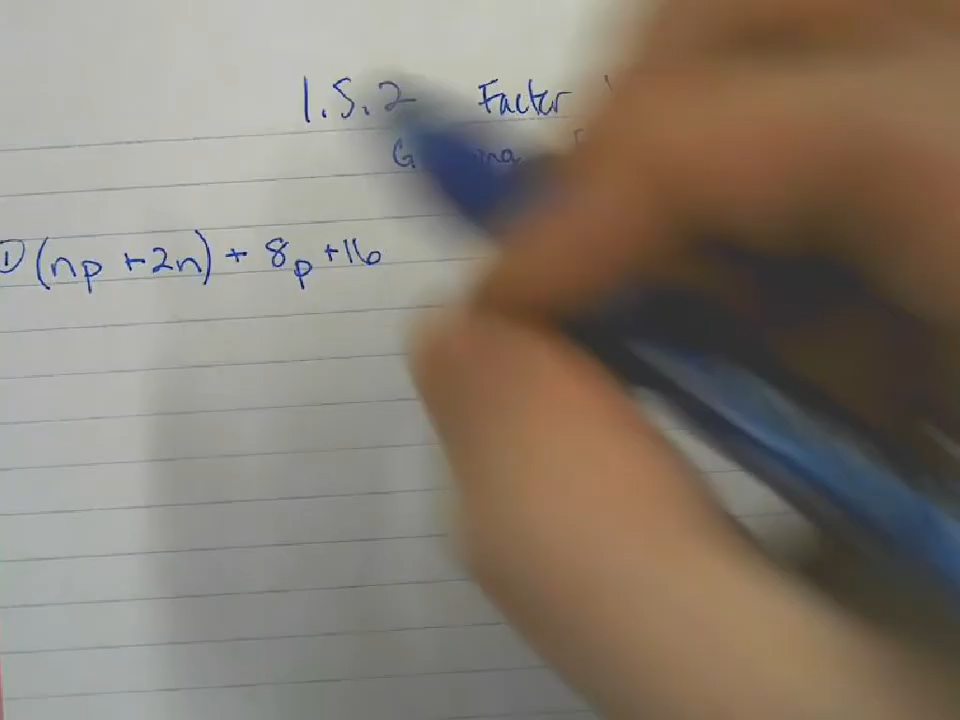 1.5.2 Factor
① (np +2n) + 8p +16